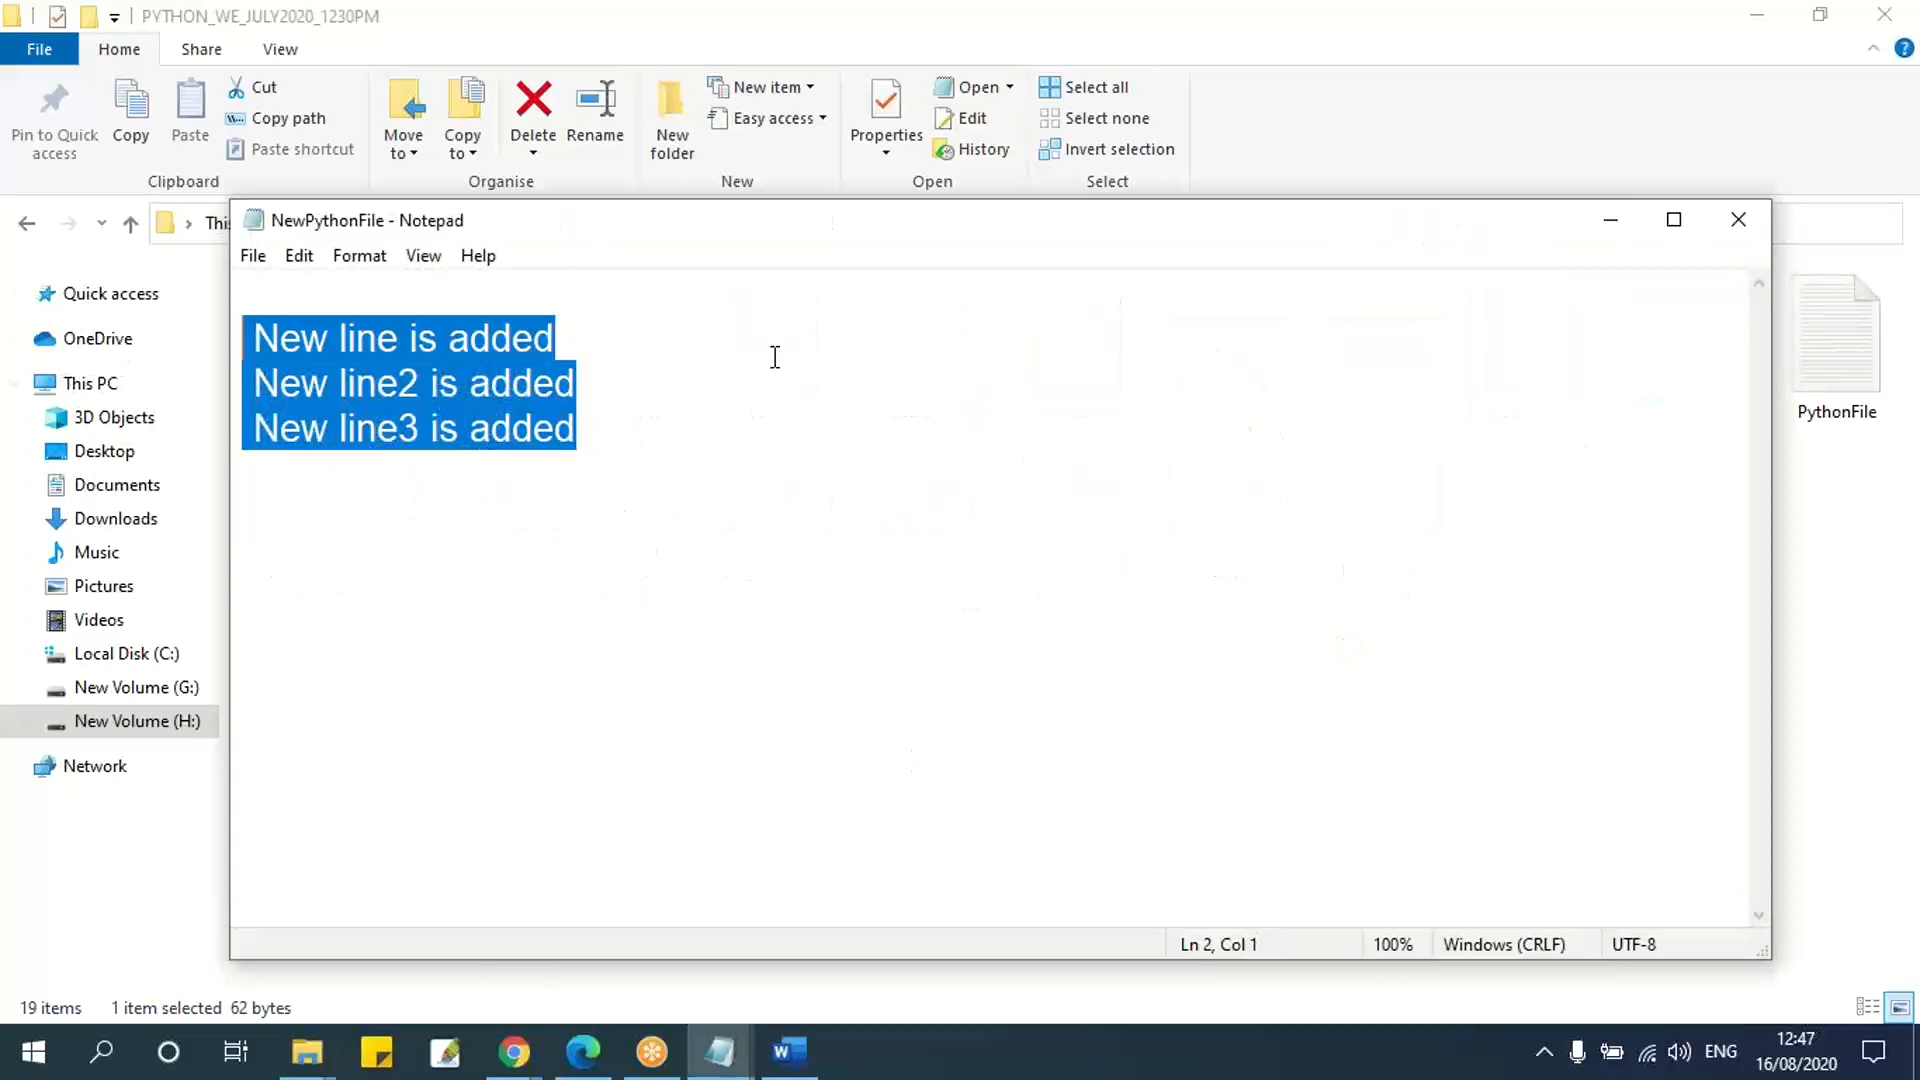 PYTHON_WE_JULY2020_1230PM
File Home Share View
Pin to Quick access
Copy
Paste
Cut
Copy path
Paste shortcut
Clipboard
Move to
Copy to
Delete
Rename
Organise
New folder
New item
Easy access
New
Properties
Open
Edit
History
Open
Select all
Select none
Invert selection
Select
This
NewPythonFile - Notepad
File Edit Format View Help
New line is added
New line2 is added
New line3 is added
Quick access
OneDrive
This PC
3D Objects
Desktop
Documents
Downloads
Music
Pictures
Videos
Local Disk (C:)
New Volume (G:)
New Volume (H:)
Network
PythonFile
Ln 2, Col 1 100% Windows (CRLF) UTF-8
19 items 1 item selected 62 bytes
ENG
12:47
16/08/2020